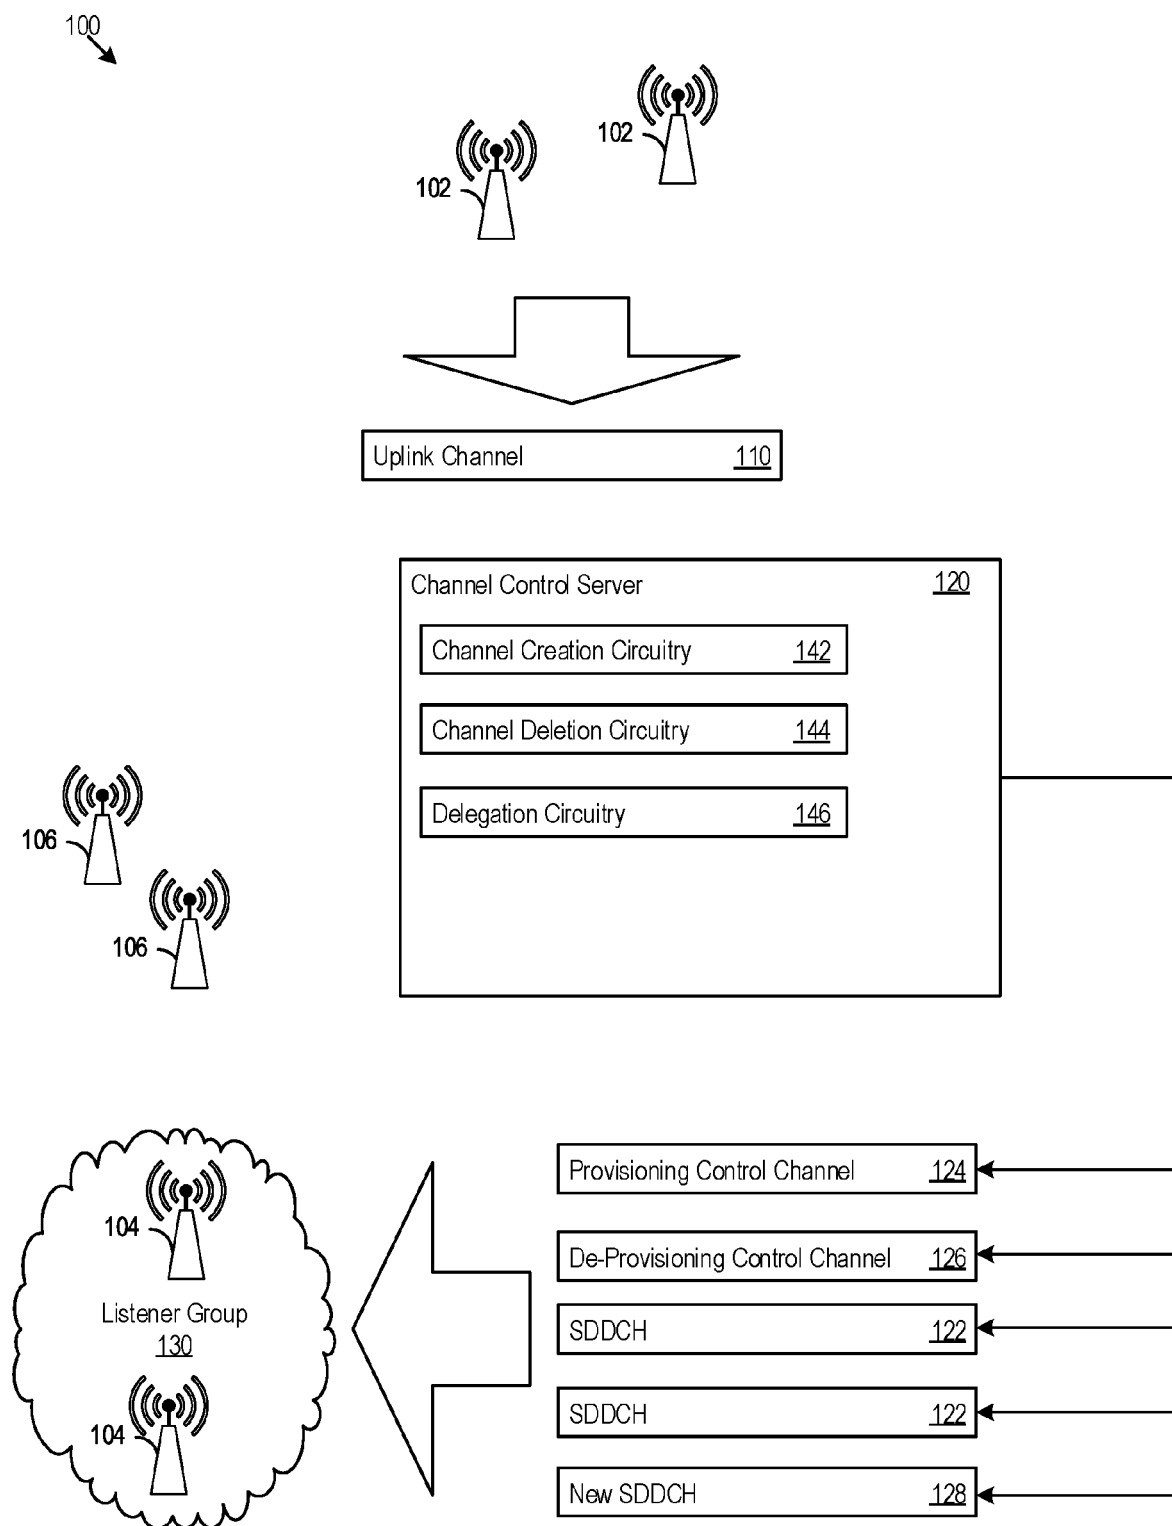 100
102
102
Uplink Channel 110
Channel Control Server 120
Channel Creation Circuitry 142
Channel Deletion Circuitry 144
Delegation Circuitry 146
106
106
Provisioning Control Channel 124
104
De-Provisioning Control Channel 126
Listener Group
130
SDDCH 122
SDDCH 122
104
New SDDCH 128